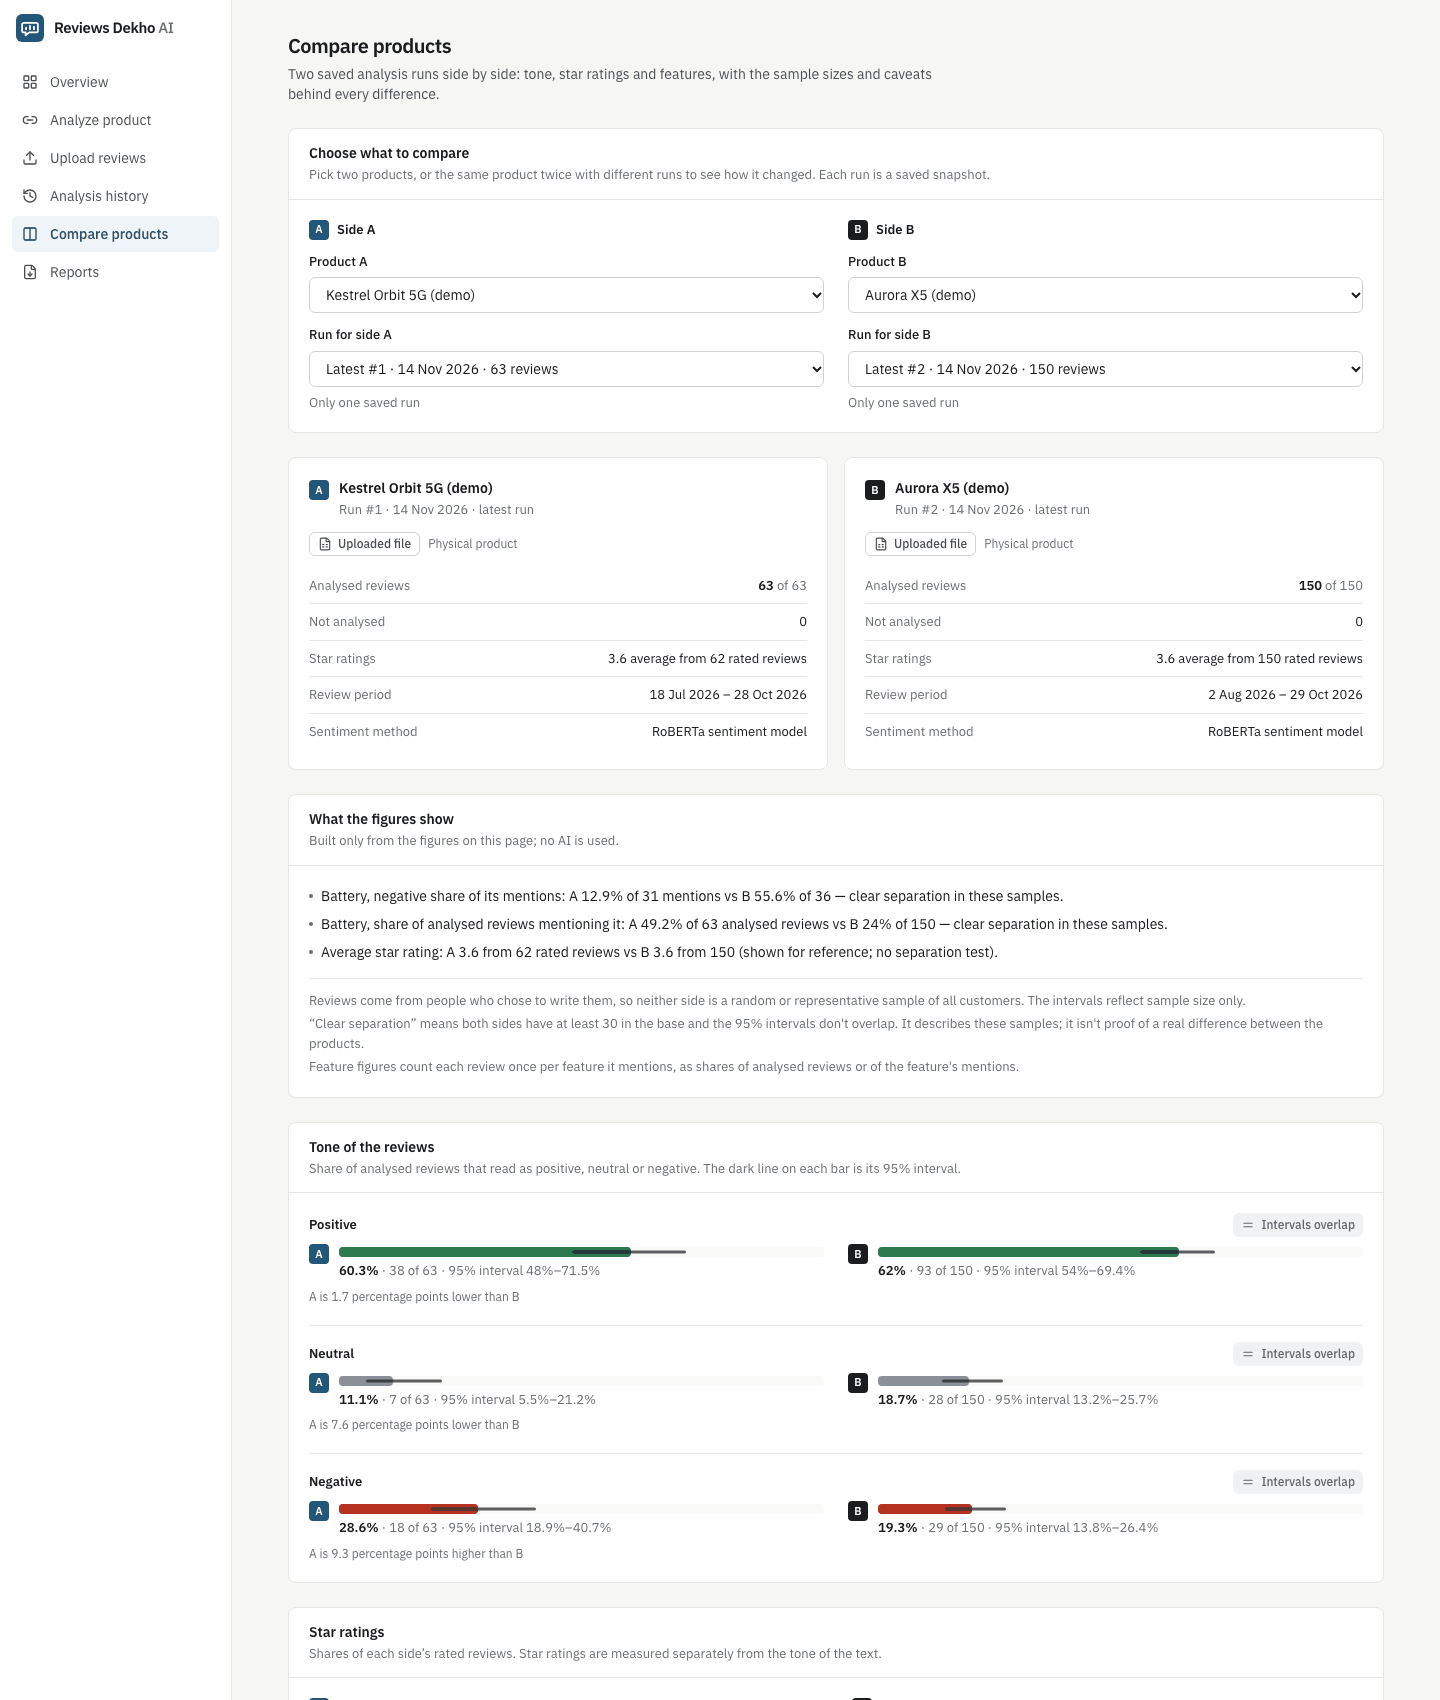 Reviews Dekho AI
Overview
Analyze product
Upload reviews
Analysis history
Compare products
Reports
Compare products
Two saved analysis runs side by side: tone, star ratings and features, with the sample sizes and caveats
behind every difference.
Choose what to compare
Pick two products, or the same product twice with different runs to see how it changed. Each run is a saved snapshot.
A Side A
Product A
Kestrel Orbit 5G (demo)
Run for side A
Latest #1 · 14 Nov 2026 · 63 reviews
Only one saved run
B Side B
Product B
Aurora X5 (demo)
Run for side B
Latest #2 · 14 Nov 2026 · 150 reviews
Only one saved run
A Kestrel Orbit 5G (demo)
Run #1 · 14 Nov 2026 · latest run
Uploaded file Physical product
Analysed reviews 63 of 63
Not analysed 0
Star ratings 3.6 average from 62 rated reviews
Review period 18 Jul 2026 – 28 Oct 2026
Sentiment method RoBERTa sentiment model
B Aurora X5 (demo)
Run #2 · 14 Nov 2026 · latest run
Uploaded file Physical product
Analysed reviews 150 of 150
Not analysed 0
Star ratings 3.6 average from 150 rated reviews
Review period 2 Aug 2026 – 29 Oct 2026
Sentiment method RoBERTa sentiment model
What the figures show
Built only from the figures on this page; no AI is used.
• Battery, negative share of its mentions: A 12.9% of 31 mentions vs B 55.6% of 36 — clear separation in these samples.
• Battery, share of analysed reviews mentioning it: A 49.2% of 63 analysed reviews vs B 24% of 150 — clear separation in these samples.
• Average star rating: A 3.6 from 62 rated reviews vs B 3.6 from 150 (shown for reference; no separation test).
Reviews come from people who chose to write them, so neither side is a random or representative sample of all customers. The intervals reflect sample size only.
“Clear separation” means both sides have at least 30 in the base and the 95% intervals don't overlap. It describes these samples; it isn't proof of a real difference between the
products.
Feature figures count each review once per feature it mentions, as shares of analysed reviews or of the feature's mentions.
Tone of the reviews
Share of analysed reviews that read as positive, neutral or negative. The dark line on each bar is its 95% interval.
Positive = Intervals overlap
A 60.3% · 38 of 63 · 95% interval 48%–71.5%
B 62% · 93 of 150 · 95% interval 54%–69.4%
A is 1.7 percentage points lower than B
Neutral = Intervals overlap
A 11.1% · 7 of 63 · 95% interval 5.5%–21.2%
B 18.7% · 28 of 150 · 95% interval 13.2%–25.7%
A is 7.6 percentage points lower than B
Negative = Intervals overlap
A 28.6% · 18 of 63 · 95% interval 18.9%–40.7%
B 19.3% · 29 of 150 · 95% interval 13.8%–26.4%
A is 9.3 percentage points higher than B
Star ratings
Shares of each side’s rated reviews. Star ratings are measured separately from the tone of the text.